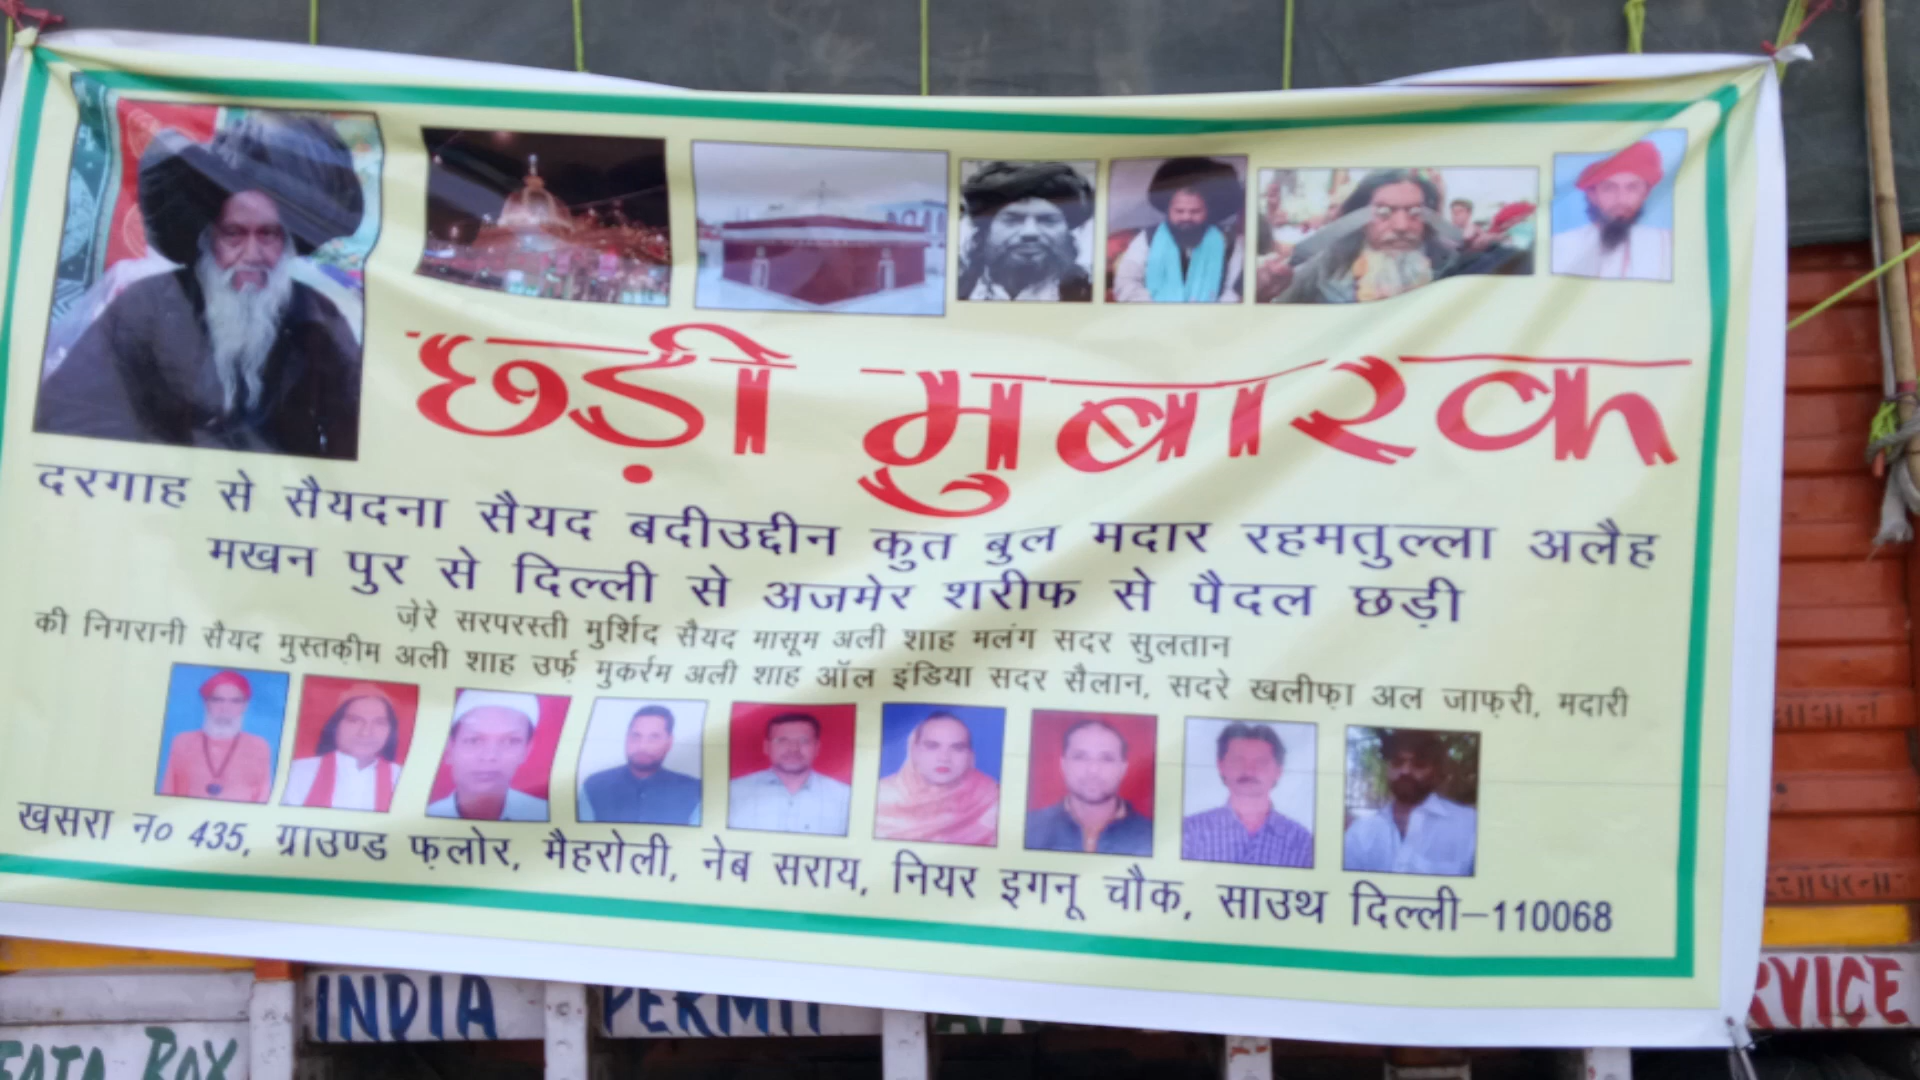 छड़ी मुबारक
दरगाह से सैयदना सैयद बदीउद्दीन कुत बुल मदार रहमतुल्ला अलैह
मखन पुर से दिल्ली से अजमेर शरीफ से पैदल छड़ी
ज़ेरे सरपरस्ती मुर्शिद सैयद मासूम अली शाह मलंग सदर सुलतान
की निगरानी सैयद मुस्तक़ीम अली शाह उर्फ़ मुकर्रम अली शाह ऑल इंडिया सदर सैलान, सदरे खलीफ़ा अल जाफ़री, मदारी
खसरा न० 435, ग्राउण्ड फ़लोर, मैहरोली, नेब सराय, नियर इगनू चौक, साउथ दिल्ली–110068
INDIA PERMIT